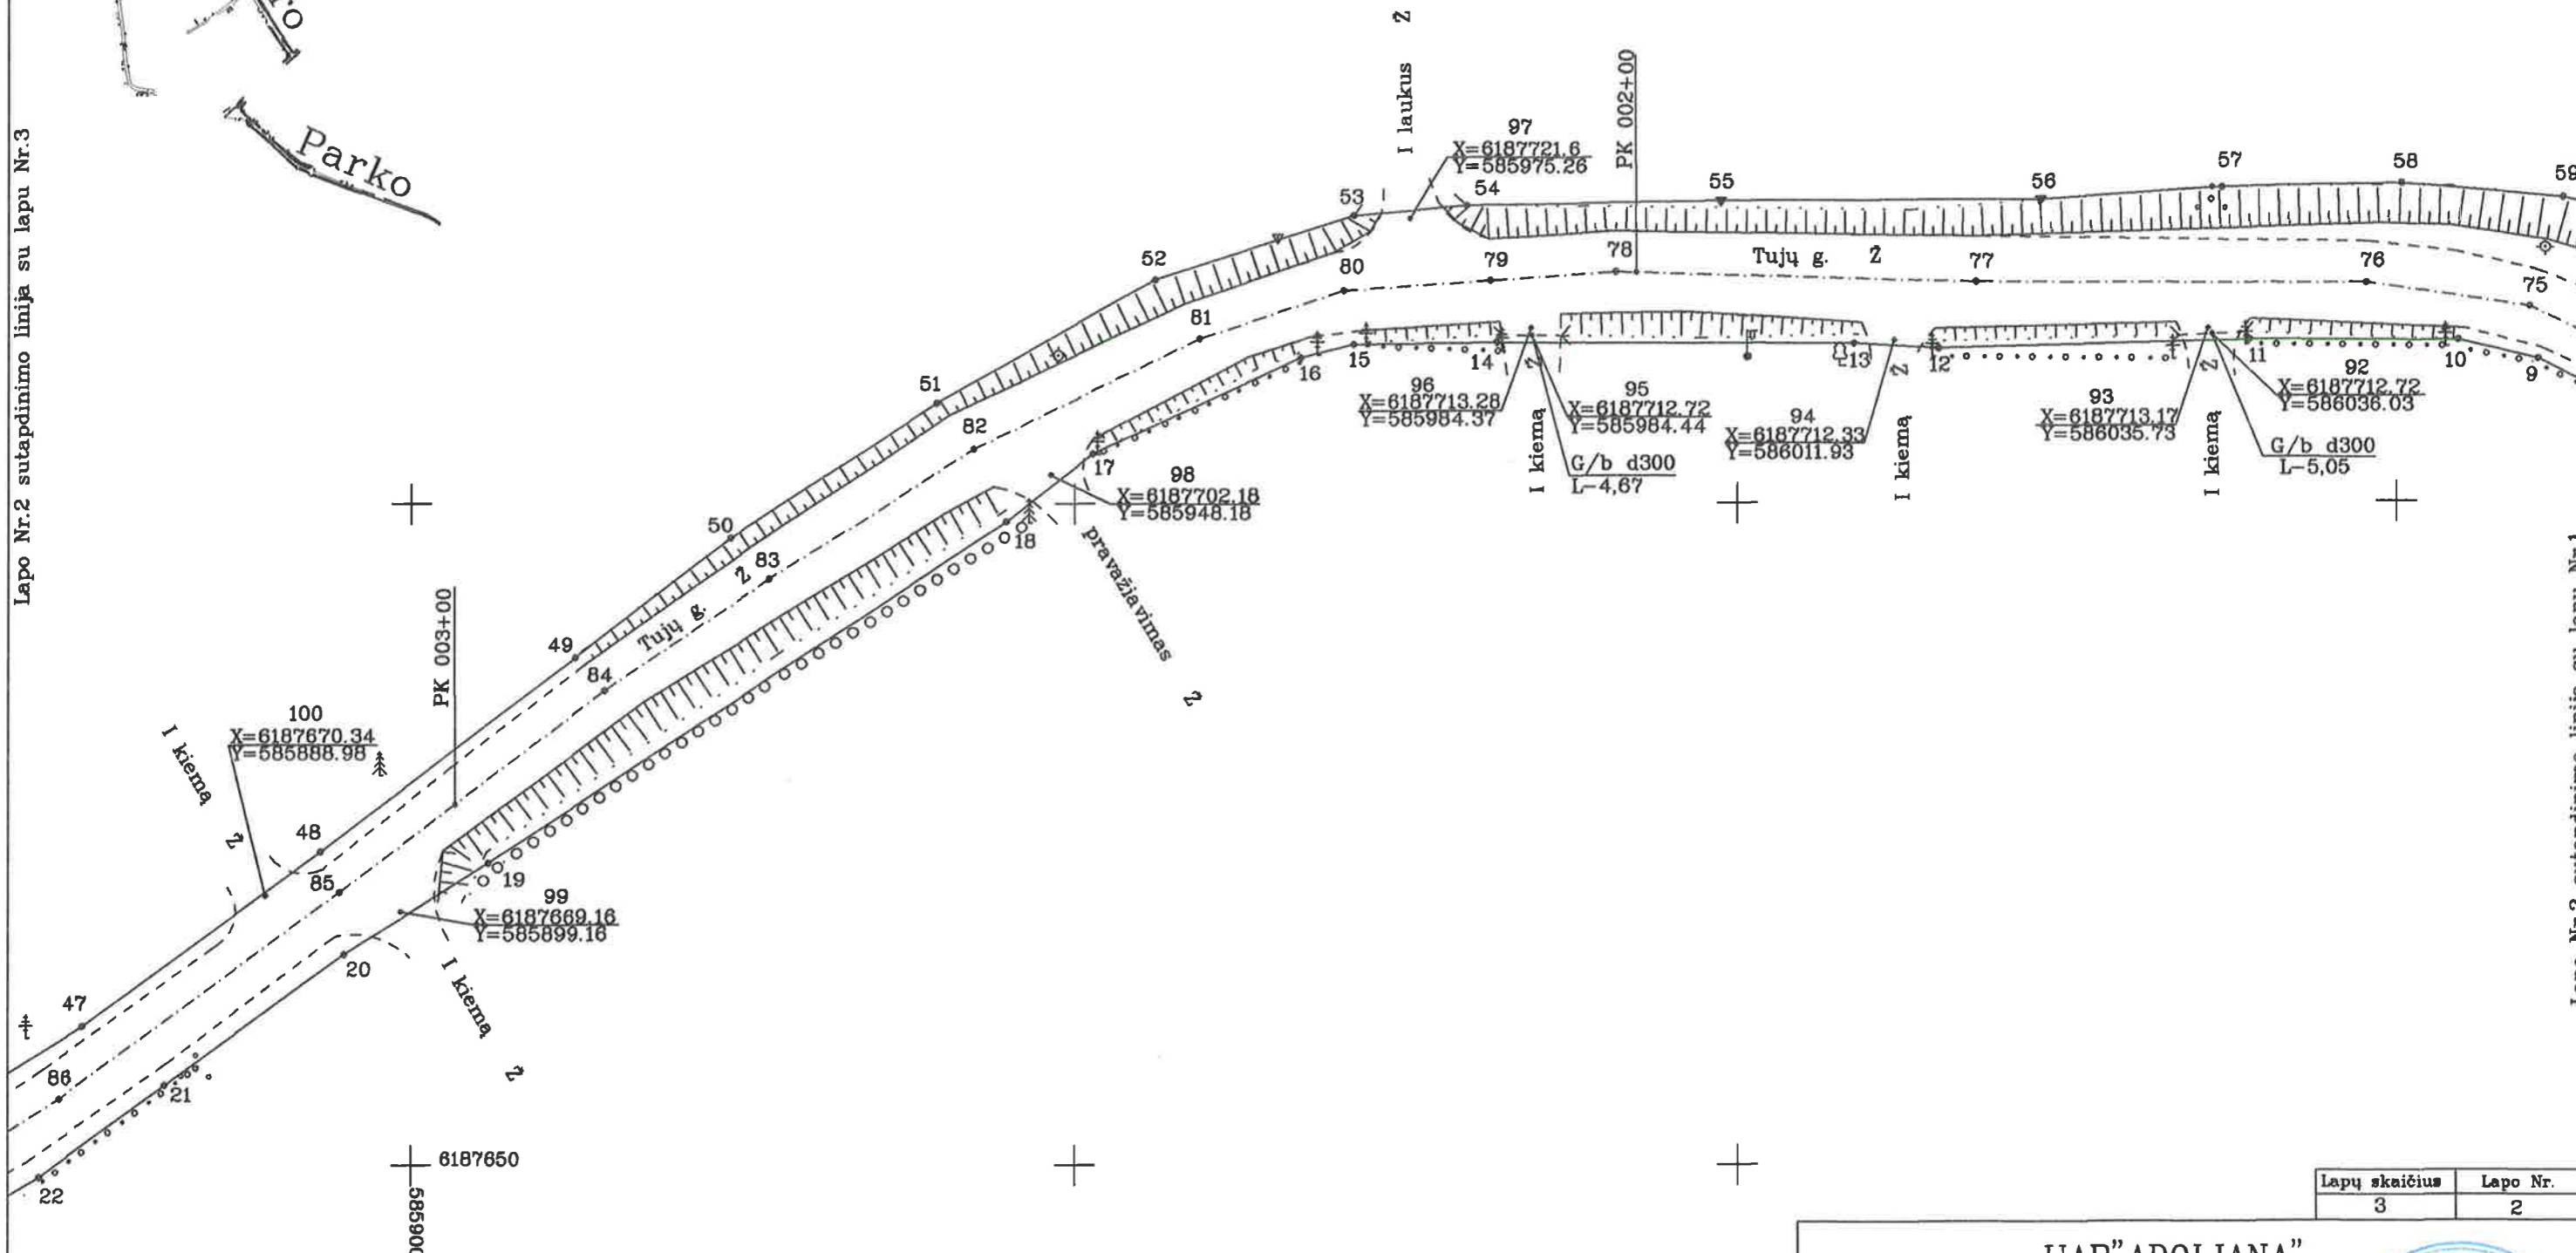 Parko
Lapo Nr.2 sutapdinimo linija su lapu Nr.3
I laukus Ž
PK 002+00
97
X=6187721.6
Y=585975.26
53
54
55
56
57
58
59
52
80
79
78
Tujų g. Ž
77
76
75
81
51
82
16
15
14
13
12
11
10
9
96
X=6187713.28
Y=585984.37
Ž
I kiemą
95
X=6187712.72
Y=585984.44
G/b d300
L-4,67
94
X=6187712.33
Y=586011.93
Ž
I kiemą
93
X=6187713.17
Y=586035.73
Ž
I kiemą
92
X=6187712.72
Y=586036.03
G/b d300
L-5,05
17
98
X=6187702.18
Y=585948.18
50
83
18
pravažiavimas Ž
Tujų g. Ž
49
84
PK 003+00
100
X=6187670.34
Y=585888.98
I kiemą Ž
48
85
19
99
X=6187669.16
Y=585899.16
20
I kiemą Ž
47
86
21
22
6187650
585900
Lapų skaičius
Lapo Nr.
3
2
UAB"ADOLJANA"